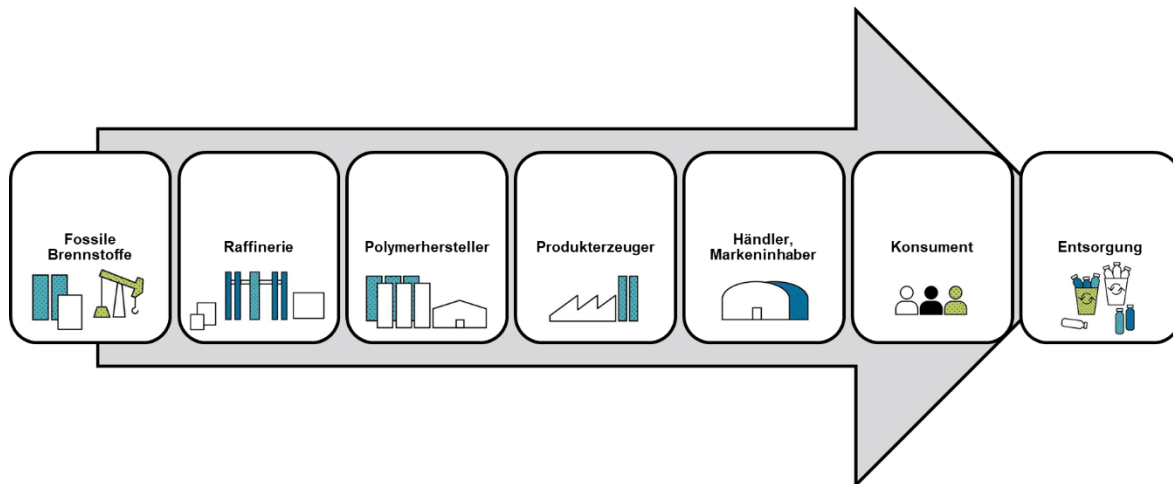 Fossile
Brennstoffe
Raffinerie
Polymerhersteller
Produkterzeuger
Händler,
Markeninhaber
Konsument
Entsorgung